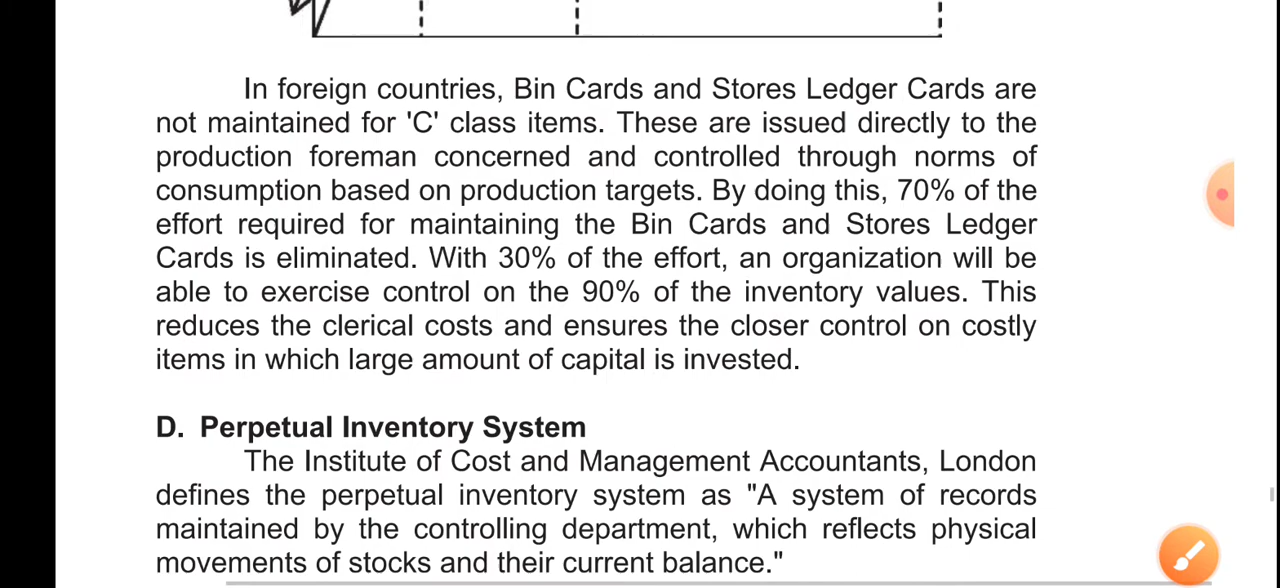 In foreign countries, Bin Cards and Stores Ledger Cards are
not maintained for 'C' class items. These are issued directly to the
production foreman concerned and controlled through norms of
consumption based on production targets. By doing this, 70% of the
effort required for maintaining the Bin Cards and Stores Ledger
Cards is eliminated. With 30% of the effort, an organization will be
able to exercise control on the 90% of the inventory values. This
reduces the clerical costs and ensures the closer control on costly
items in which large amount of capital is invested.
D. Perpetual Inventory System
The Institute of Cost and Management Accountants, London
defines the perpetual inventory system as "A system of records
maintained by the controlling department, which reflects physical
movements of stocks and their current balance."